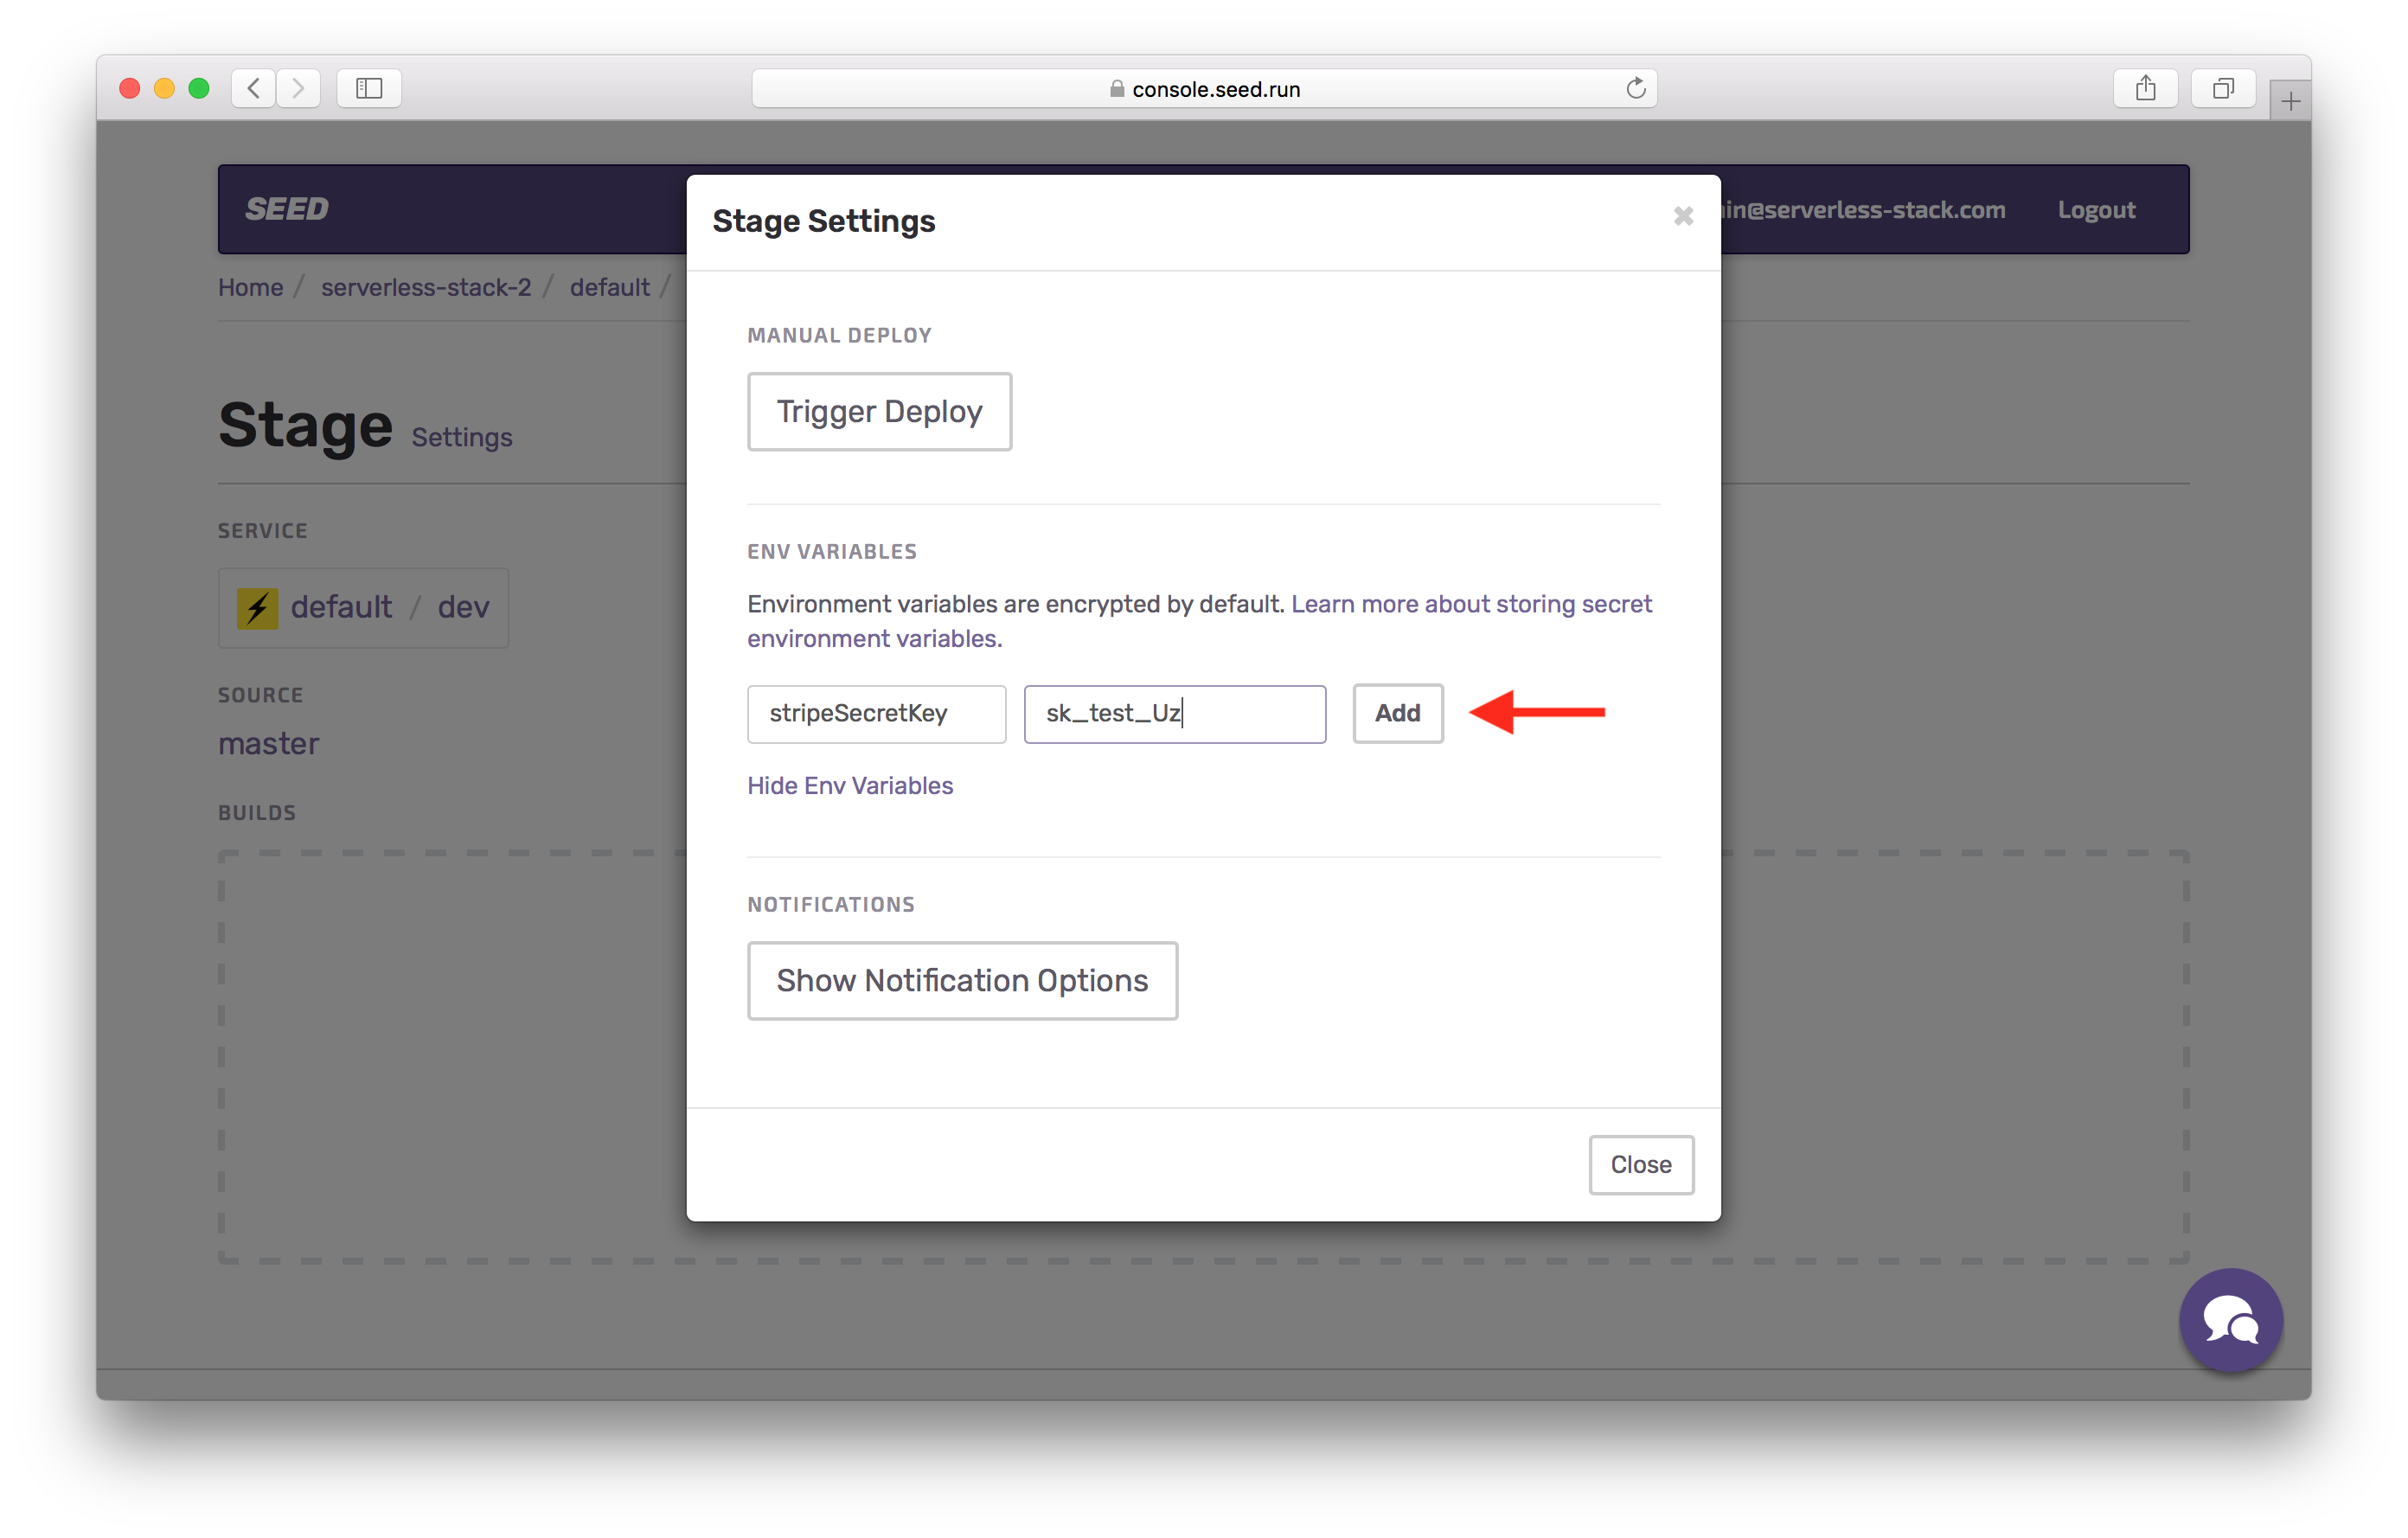 console.seed.run
SEED
in@serverless-stack.com Logout
Home / serverless-stack-2 / default /
Stage Settings
SERVICE
default / dev
SOURCE
master
BUILDS
Stage Settings
MANUAL DEPLOY
Trigger Deploy
ENV VARIABLES
Environment variables are encrypted by default. Learn more about storing secret
environment variables.
stripeSecretKey sk_test_Uz Add
Hide Env Variables
NOTIFICATIONS
Show Notification Options
Close